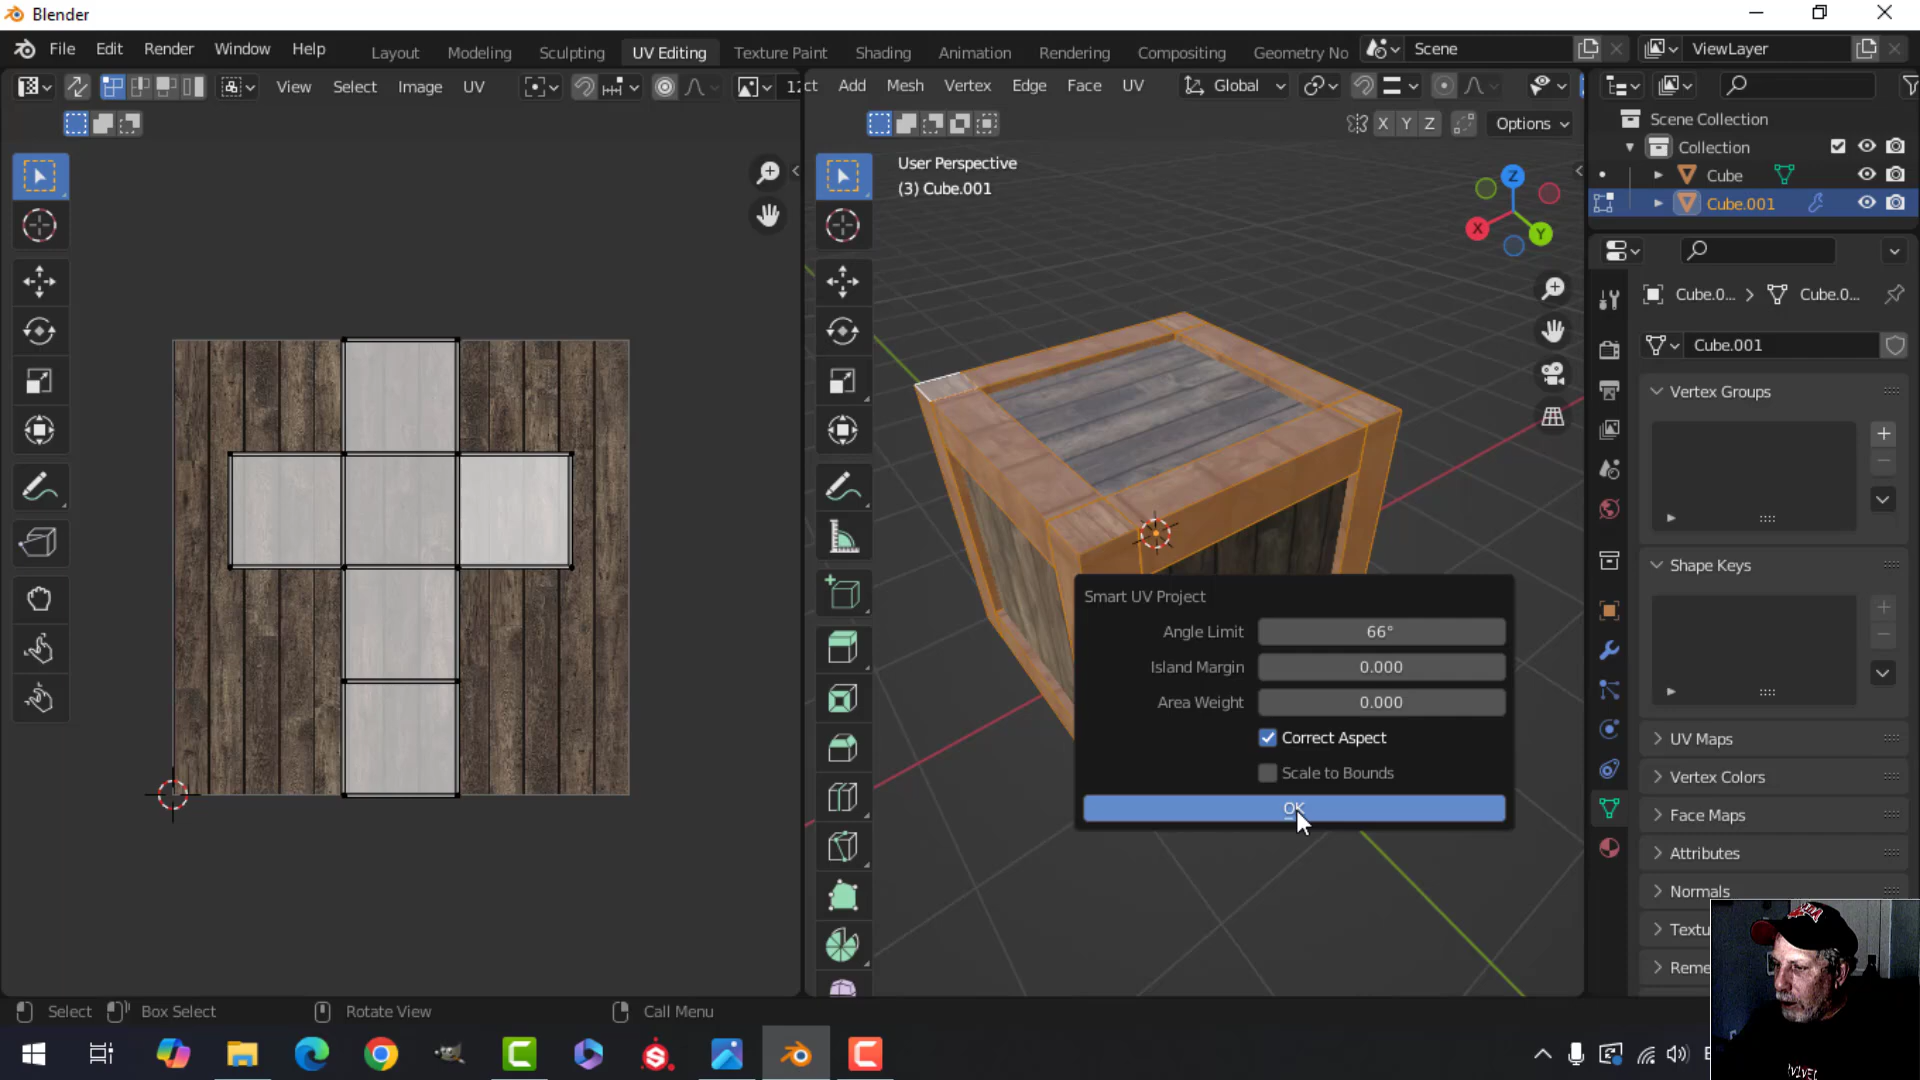 Blender
File Edit Render Window Help
Layout Modeling Sculpting UV Editing Texture Paint Shading Animation Rendering Compositing Geometry No
Scene
ViewLayer
View Select Image UV
12
ct Add Mesh Vertex Edge Face UV
Global
X Y Z
Options
User Perspective
(3) Cube.001
Z
X
Y
Scene Collection
Collection
Cube
Cube.001
Cube.0... > Cube.0...
Cube.001
Vertex Groups
Shape Keys
UV Maps
Vertex Colors
Face Maps
Attributes
Normals
Textu
Reme
Smart UV Project
Angle Limit 66°
Island Margin 0.000
Area Weight 0.000
Correct Aspect
Scale to Bounds
OK
Select Box Select Rotate View Call Menu